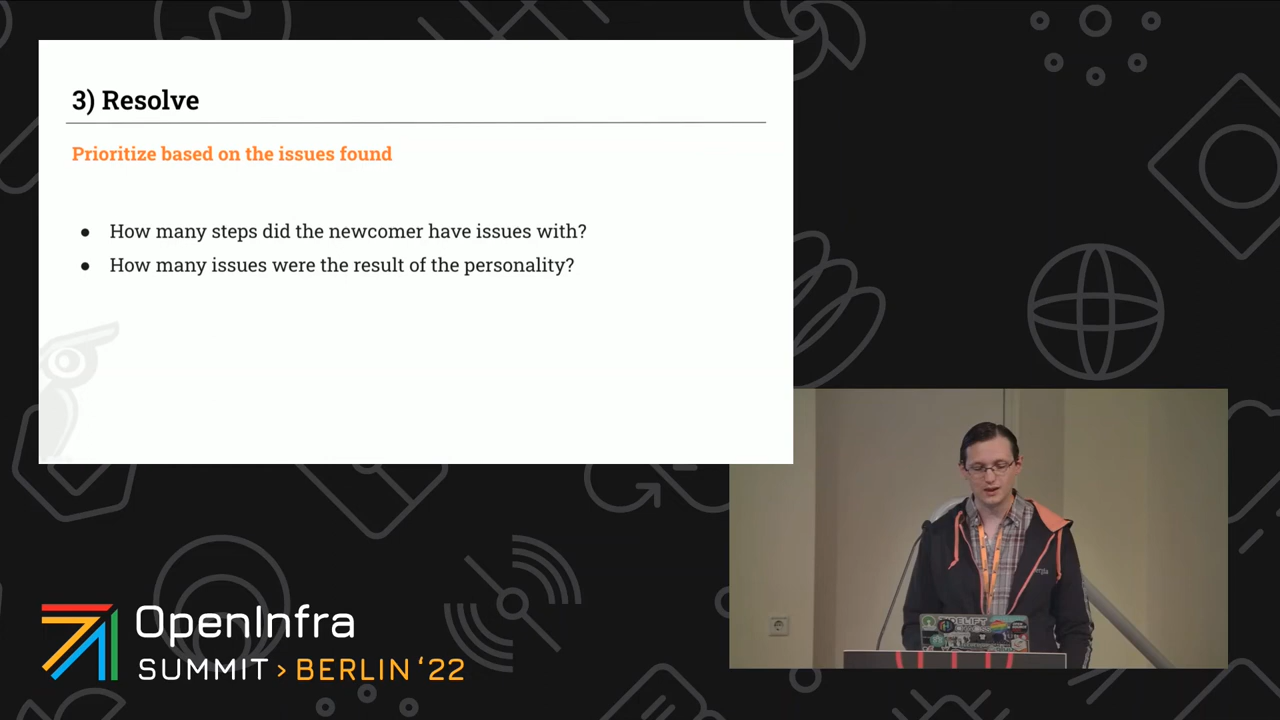 3) Resolve
Prioritize based on the issues found
● How many steps did the newcomer have issues with?
● How many issues were the result of the personality?
OpenInfra
SUMMIT > BERLIN ‘22